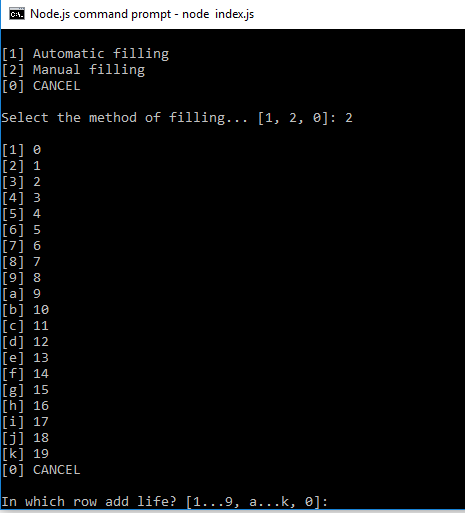 Node.js command prompt - node  index.js
[1] Automatic filling
[2] Manual filling
[0] CANCEL
Select the method of filling... [1, 2, 0]: 2
[1] 0
[2] 1
[3] 2
[4] 3
[5] 4
[6] 5
[7] 6
[8] 7
[9] 8
[a] 9
[b] 10
[c] 11
[d] 12
[e] 13
[f] 14
[g] 15
[h] 16
[i] 17
[j] 18
[k] 19
[0] CANCEL
In which row add life? [1...9, a...k, 0]: